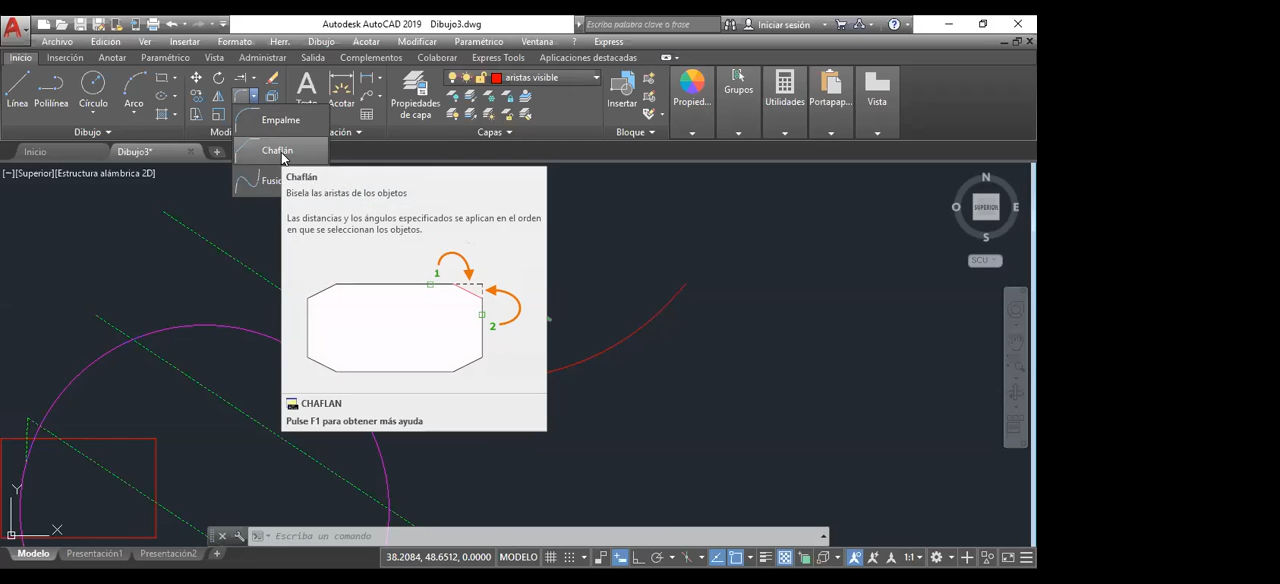 Autodesk AutoCAD 2019 Dibujo3.dwg
Escriba palabra clave o frase
Iniciar sesión
Archivo Edición Ver Insertar Formato Herr. Dibujo Acotar Modificar Paramétrico Ventana ? Express
Inicio Inserción Anotar Paramétrico Vista Administrar Salida Complementos Colaborar Express Tools Aplicaciones destacadas
aristas visible
Línea Polilínea Círculo Arco Acotar Propiedades de capa Insertar Propied... Grupos Utilidades Portapap... Vista
Dibujo Capas Bloque
Empalme
Chaflán
Inicio Dibujo3* +
[−][Superior][Estructura alámbrica 2D]
Chaflán
Bisela las aristas de los objetos
Las distancias y los ángulos especificados se aplican en el orden
en que se seleccionan los objetos.
1
2
CHAFLAN
Pulse F1 para obtener más ayuda
N
O SUPERIOR E
S
SCU
Y
X
Escriba un comando
Modelo Presentación1 Presentación2 +
38.2084, 48.6512, 0.0000 MODELO 1:1